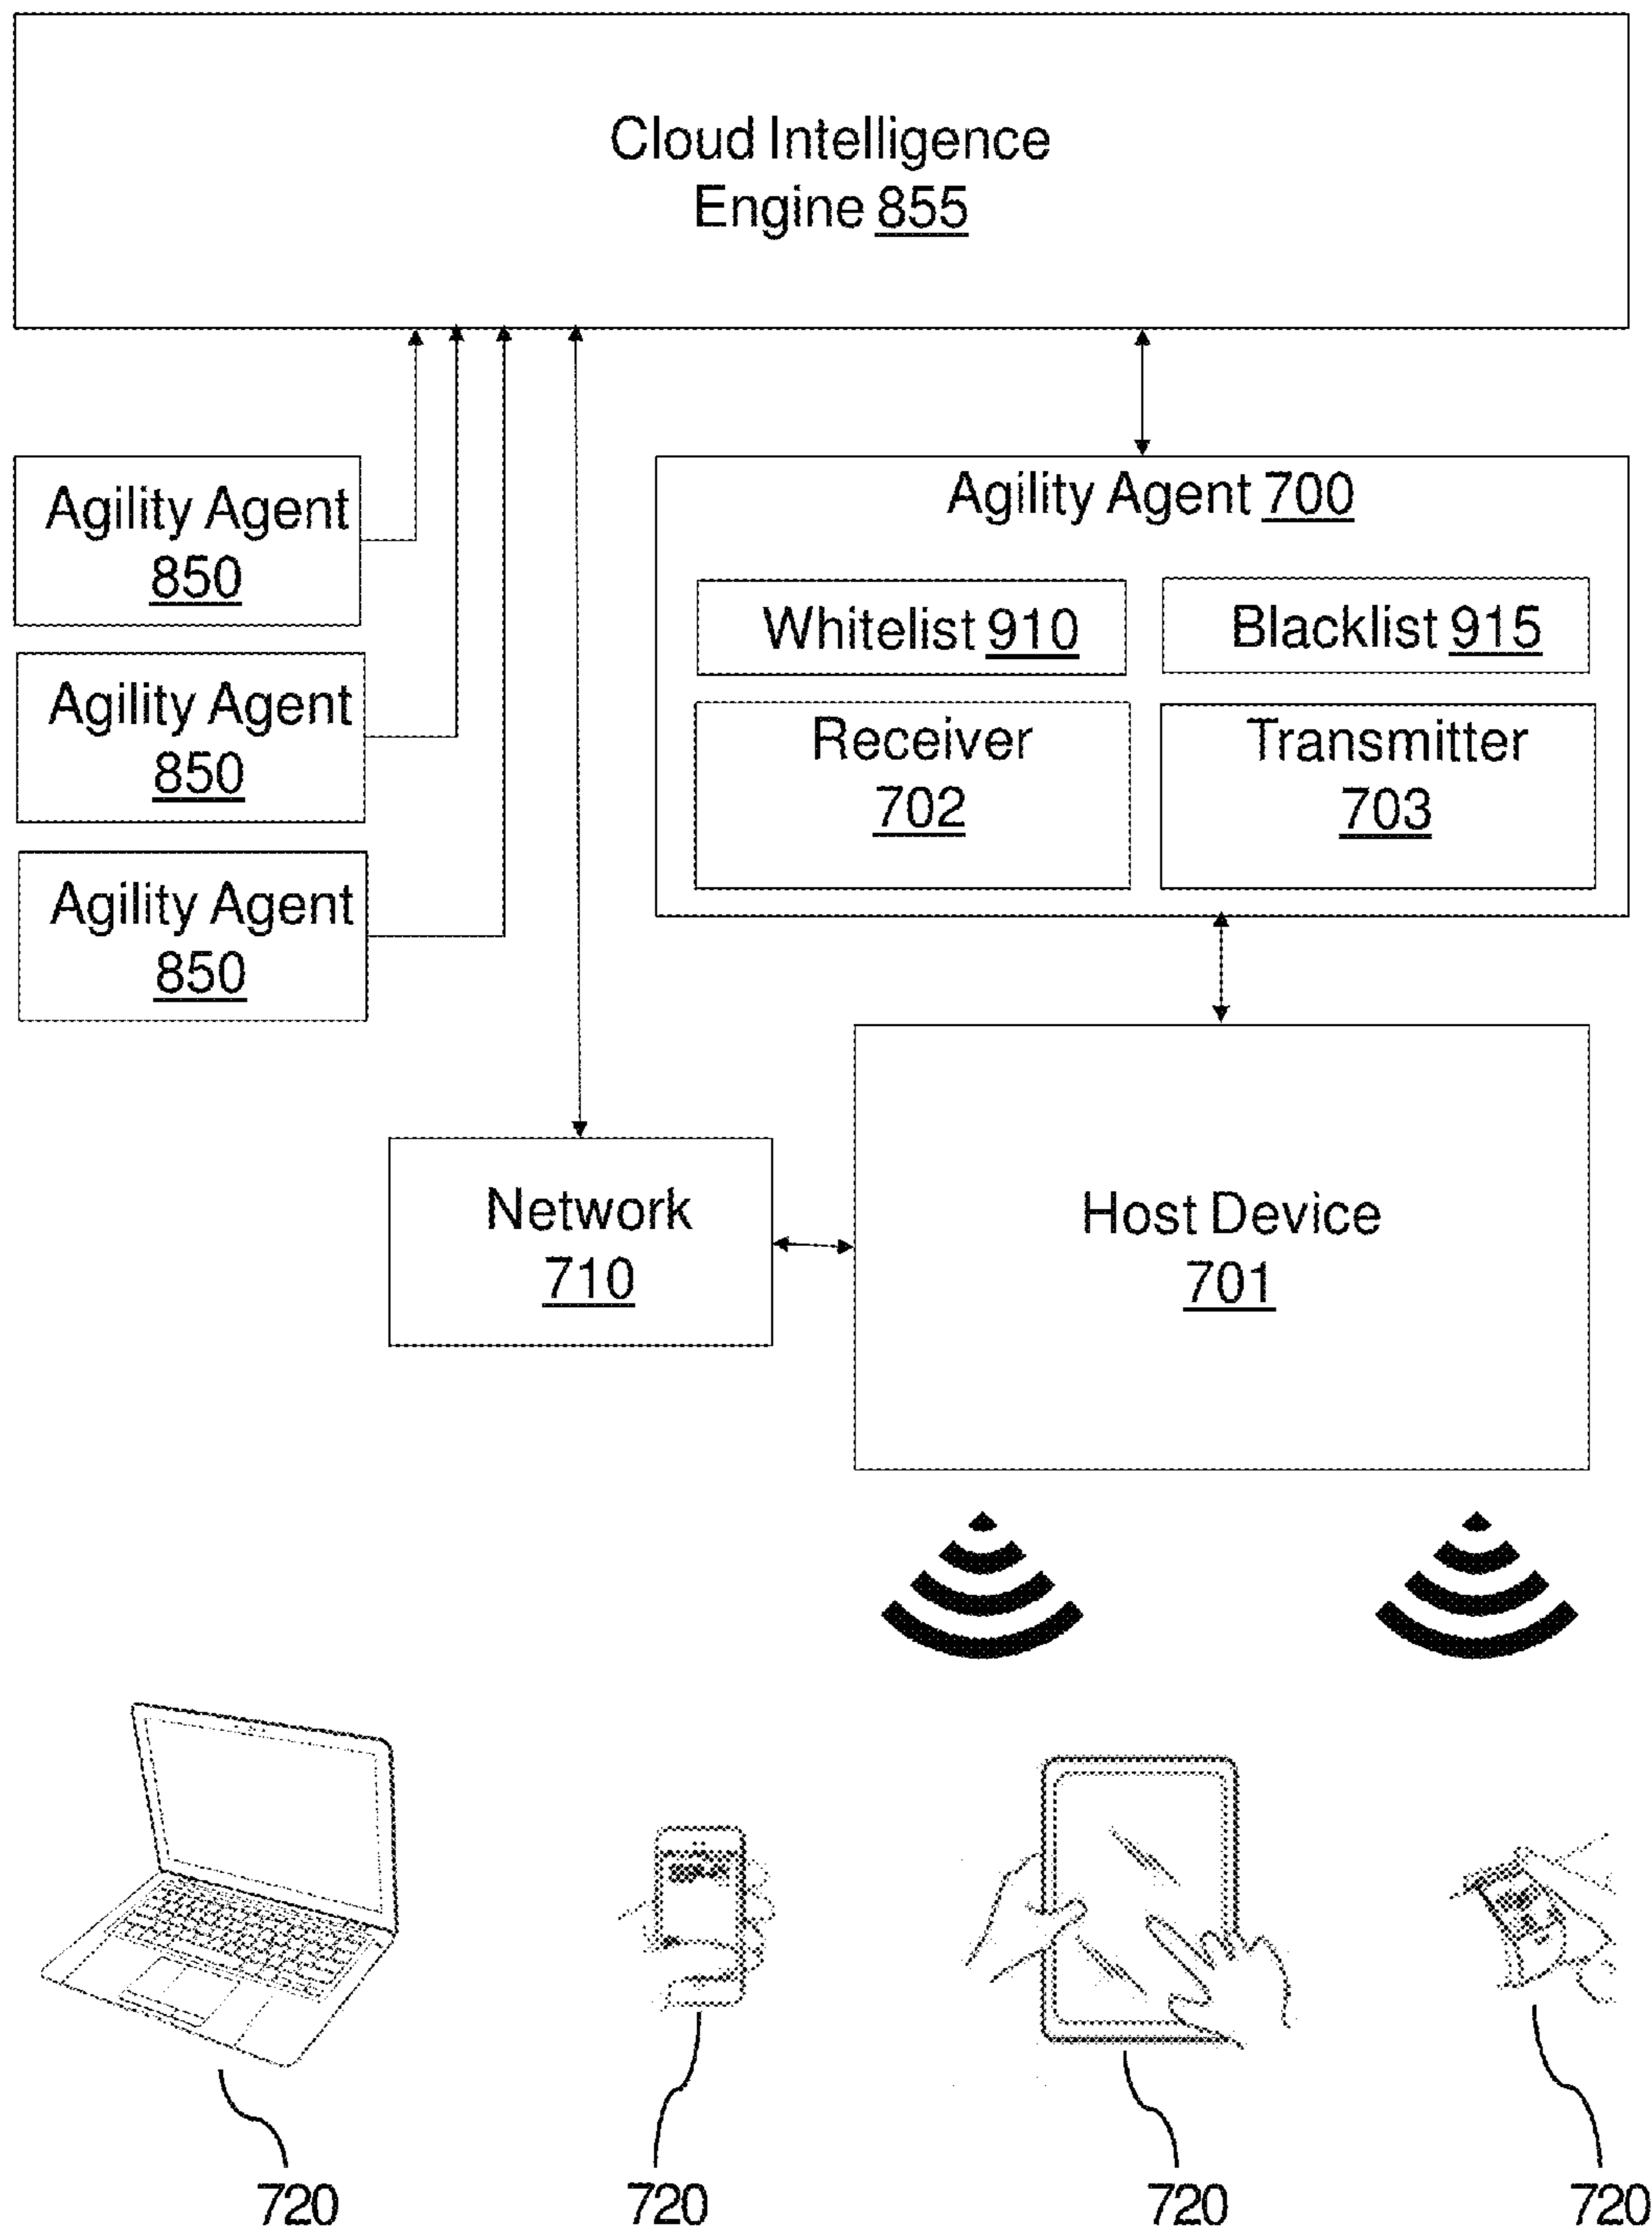 Cloud Intelligence
Engine 855
Agility Agent
850
Agility Agent
850
Agility Agent
850
Agility Agent 700
Whitelist 910
Blacklist 915
Receiver
702
Transmitter
703
Network
710
Host Device
701
720
720
720
720